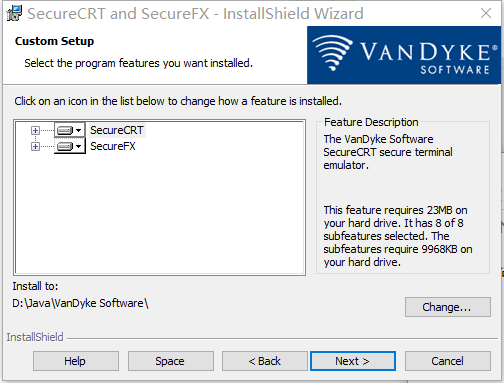 SecureCRT and SecureFX - InstallShield Wizard
Custom Setup
Select the program features you want installed.
VANDYKE
SOFTWARE
Click on an icon in the list below to change how a feature is installed.
SecureCRT
SecureFX
Feature Description
The VanDyke Software
SecureCRT secure terminal
emulator.
This feature requires 23MB on
your hard drive. It has 8 of 8
subfeatures selected. The
subfeatures require 9968KB on
your hard drive.
Install to:
D:\Java\VanDyke Software\
Change...
InstallShield
Help
Space
< Back
Next >
Cancel